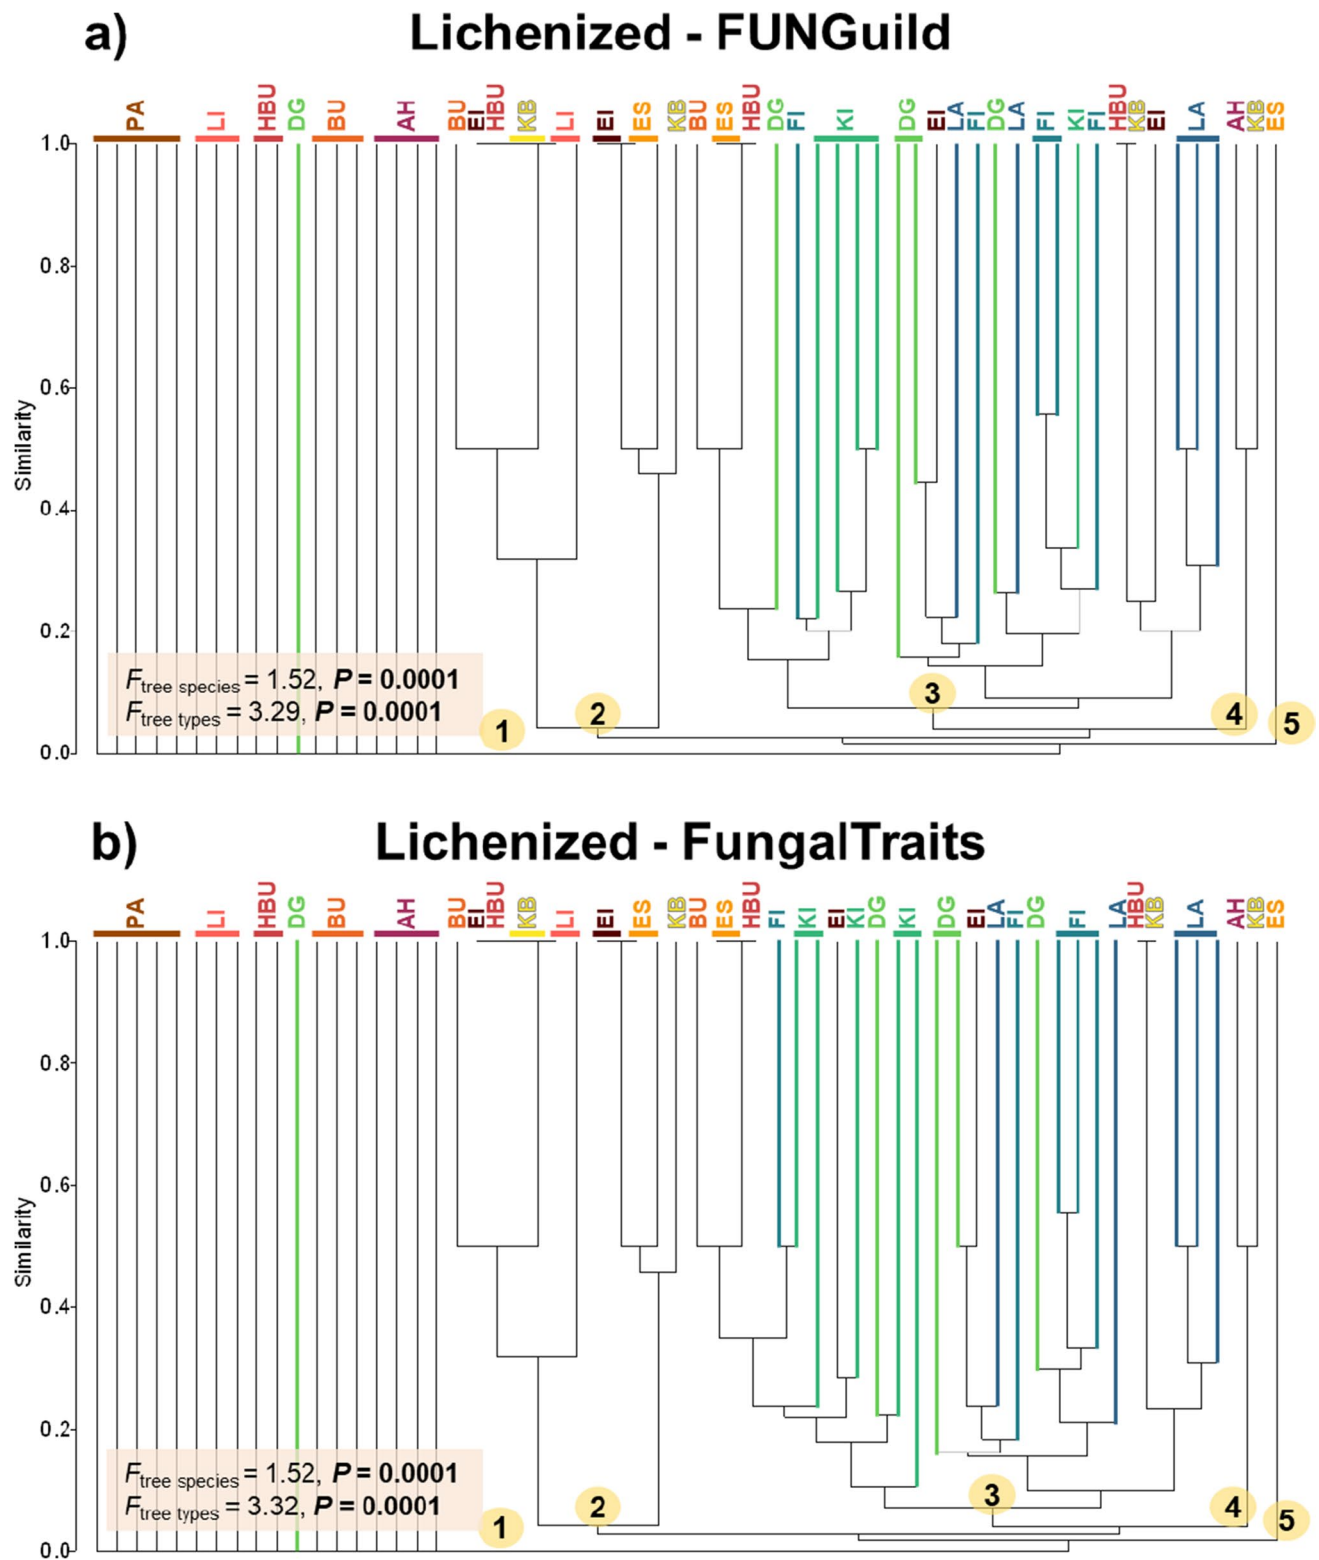 a)
Lichenized - FUNGuild
PA LI HBU DG BU AH BU EI HBU KB LI EI ES KB BU ES HBU DG FI KI DG EI LA FI DG LA FI KI FI HBU KB EI LA AH KB ES
Similarity
1.0
0.8
0.6
0.4
0.2
0.0
Ftree species = 1.52, P = 0.0001
Ftree types = 3.29, P = 0.0001
1
2
3
4
5
b)
Lichenized - FungalTraits
PA LI HBU DG BU AH BU EI HBU KB LI EI ES KB BU ES HBU FI KI EI KI DG KI DG EI LA FI DG FI LA HBU KB LA AH KB ES
Similarity
1.0
0.8
0.6
0.4
0.2
0.0
Ftree species = 1.52, P = 0.0001
Ftree types = 3.32, P = 0.0001
1
2
3
4
5